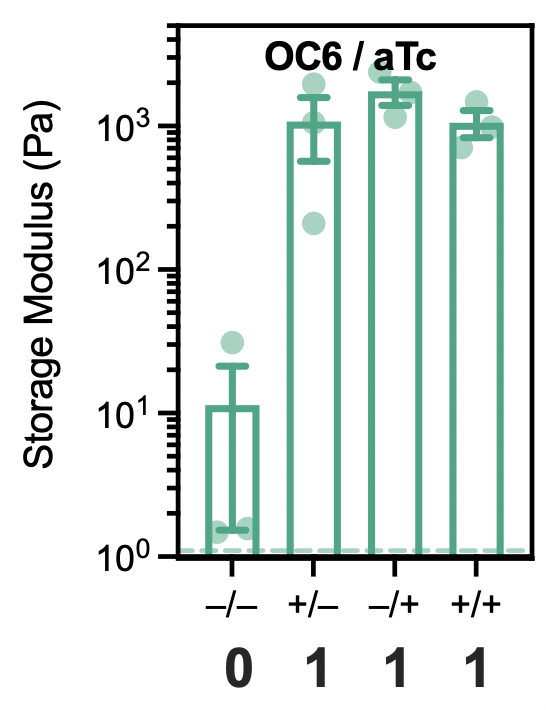 OC6 / aTc
Storage Modulus (Pa)
10³
10²
10¹
10⁰
–/– +/– –/+ +/+
0 1 1 1